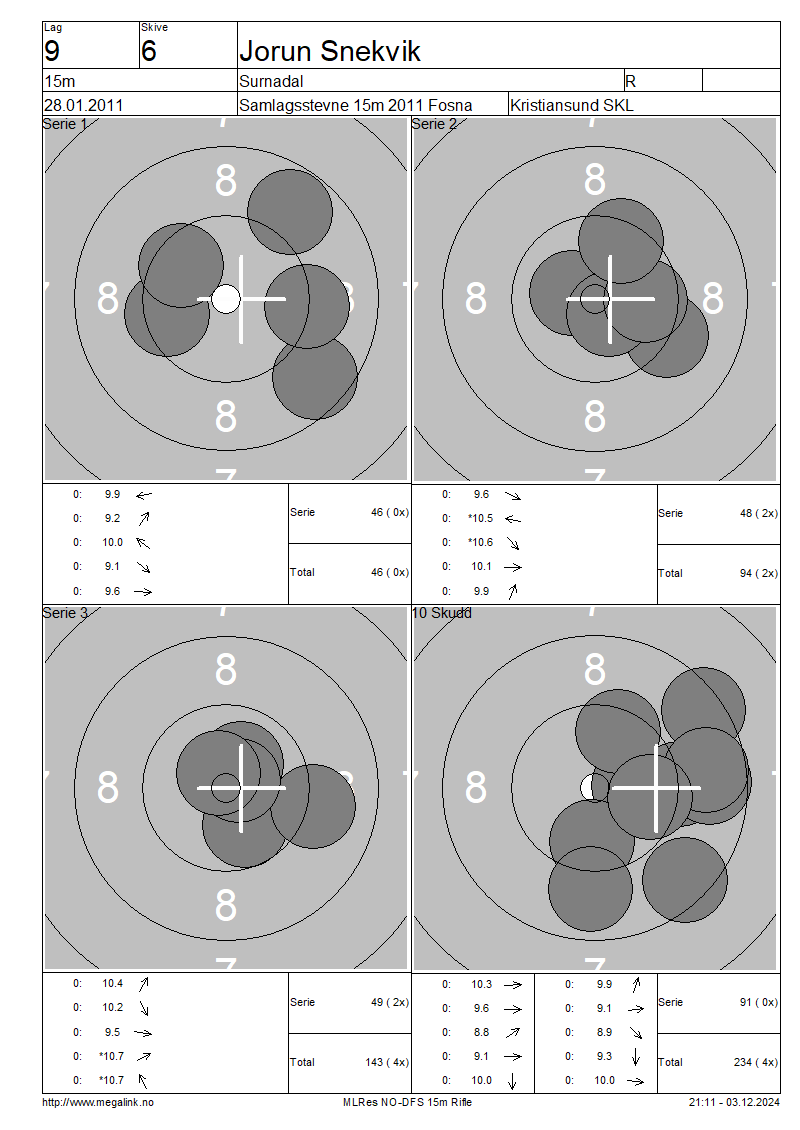 Lag
Skive
9
6
Jorun Snekvik
15m
Surnadal
R
28.01.2011
Samlagsstevne 15m 2011 Fosna
Kristiansund SKL
Serie 1
8
8
8
8
7
0: 9.9
0: 9.2
0: 10.0
0: 9.1
0: 9.6
Serie 46 ( 0x)
Total 46 ( 0x)
Serie 2
8
8
8
8
7
0: 9.6
0: *10.5
0: *10.6
0: 10.1
0: 9.9
Serie 48 ( 2x)
Total 94 ( 2x)
Serie 3
8
8
8
8
7
0: 10.4
0: 10.2
0: 9.5
0: *10.7
0: *10.7
Serie 49 ( 2x)
Total 143 ( 4x)
10 Skudd
8
8
8
7
0: 10.3
0: 9.6
0: 8.8
0: 9.1
0: 10.0
0: 9.9
0: 9.1
0: 8.9
0: 9.3
0: 10.0
Serie 91 ( 0x)
Total 234 ( 4x)
http://www.megalink.no
MLRes NO-DFS 15m Rifle
21:11 - 03.12.2024